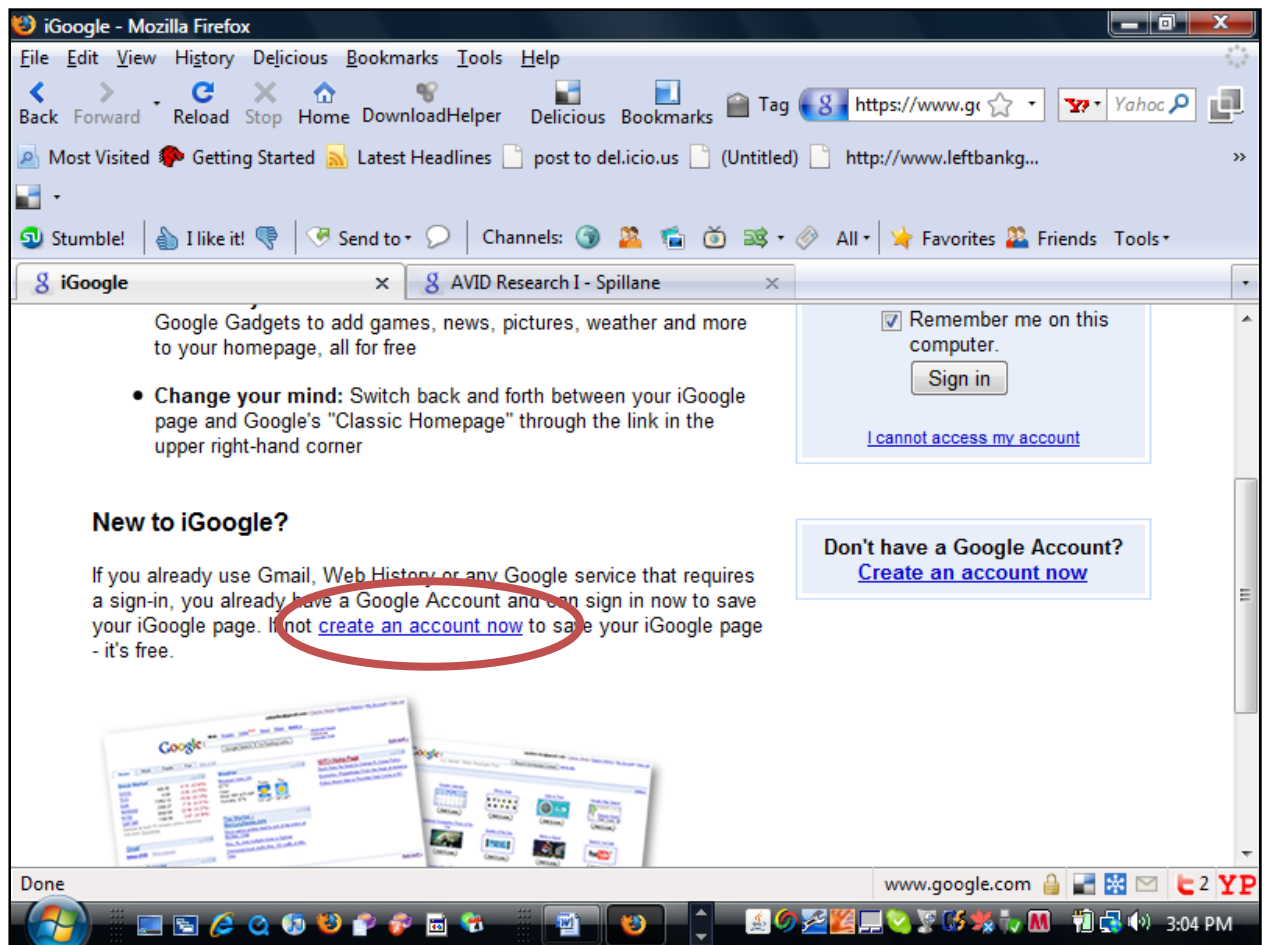 iGoogle - Mozilla Firefox
File Edit View History Delicious Bookmarks Tools Help
Back Forward Reload Stop Home DownloadHelper Delicious Bookmarks Tag https://www.go Yahoo
Most Visited Getting Started Latest Headlines post to del.icio.us (Untitled) http://www.leftbankg... »
Stumble! I like it! Send to Channels: All Favorites Friends Tools
iGoogle AVID Research I - Spillane
Google Gadgets to add games, news, pictures, weather and more
to your homepage, all for free
• Change your mind: Switch back and forth between your iGoogle
page and Google's "Classic Homepage" through the link in the
upper right-hand corner
Remember me on this
computer.
Sign in
I cannot access my account
New to iGoogle?
If you already use Gmail, Web History or any Google service that requires
a sign-in, you already have a Google Account and can sign in now to save
your iGoogle page. If not create an account now to save your iGoogle page
- it's free.
Don't have a Google Account?
Create an account now
Google
Google
Done www.google.com 2 YP
3:04 PM